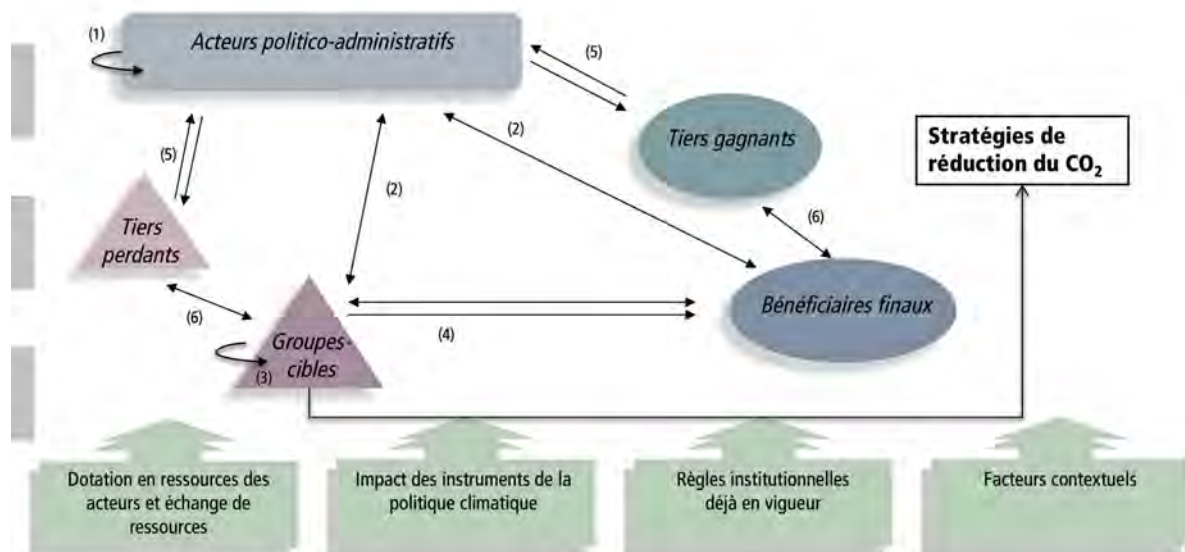 (1)
Acteurs politico-administratifs
(5)
Tiers gagnants
(2)
Stratégies de
réduction du CO₂
(5)
(2)
Tiers
perdants
(6)
Bénéficiaires finaux
(6)
(4)
Groupes-
cibles
(3)
Dotation en ressources des
acteurs et échange de
ressources
Impact des instruments de la
politique climatique
Règles institutionnelles
déjà en vigueur
Facteurs contextuels